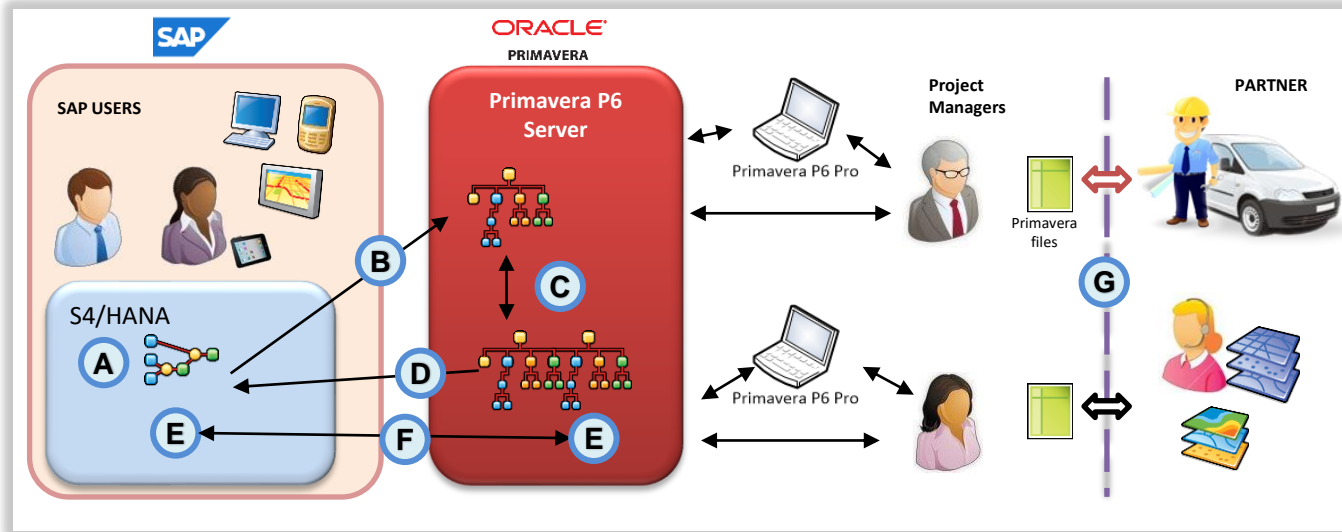 SAP
ORACLE®
PRIMAVERA
SAP USERS
Primavera P6
Server
Project
Managers
PARTNER
Primavera P6 Pro
Primavera
files
B
C
G
S4/HANA
A
D
Primavera P6 Pro
E
F
E